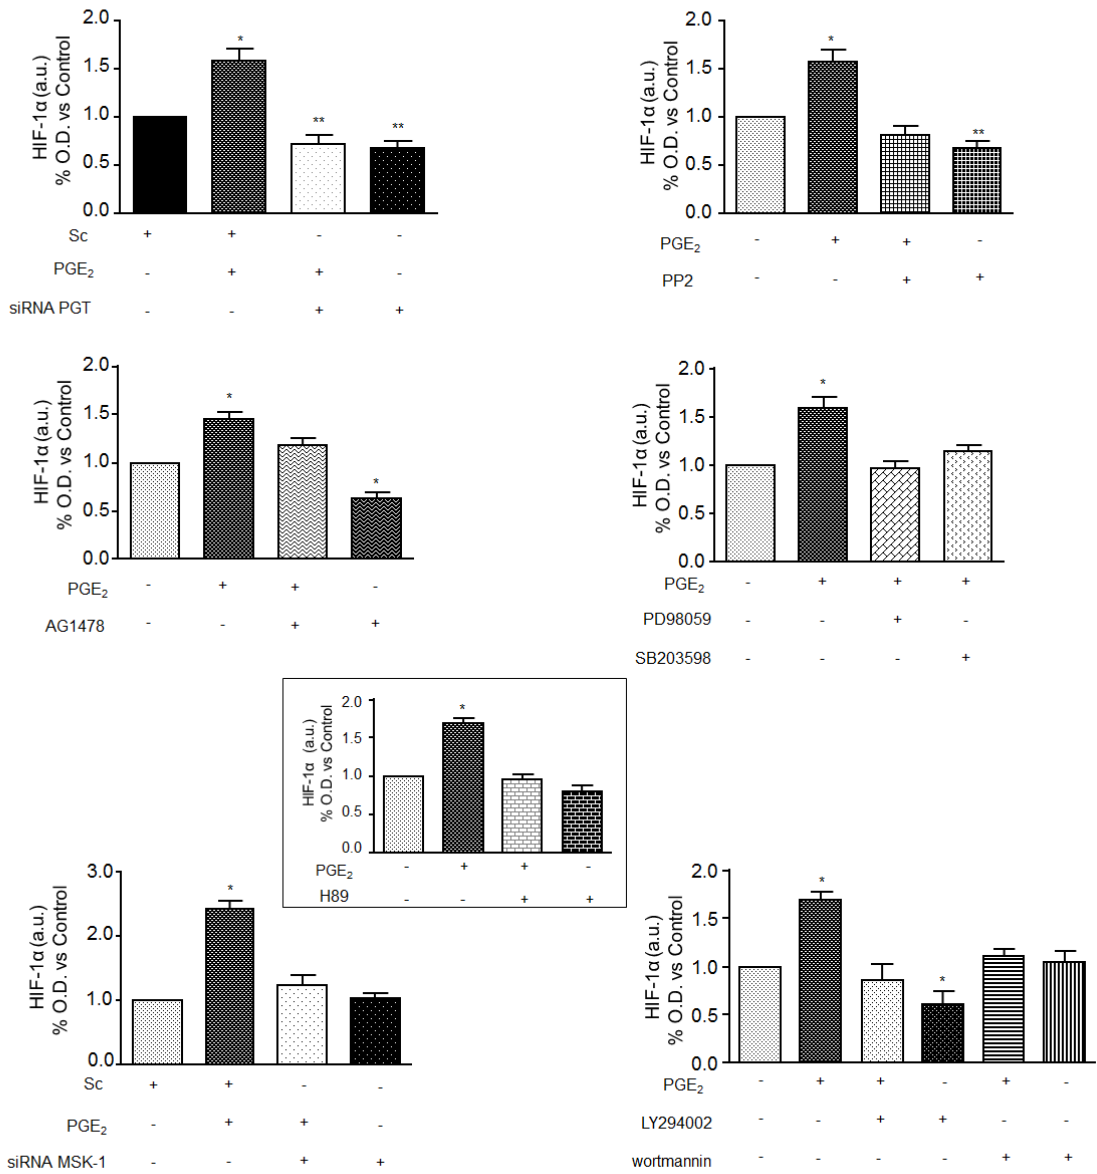 HIF-1α (a.u.)
% O.D. vs Control
2.0
1.5
1.0
0.5
0.0
*
**
**
Sc + + - -
PGE2 - + + -
siRNA PGT - - + +
HIF-1α (a.u.)
% O.D. vs Control
2.0
1.5
1.0
0.5
0.0
*
**
PGE2 - + + -
PP2 - - + +
HIF-1α (a.u.)
% O.D. vs Control
2.0
1.5
1.0
0.5
0.0
*
*
PGE2 - + + -
AG1478 - - + +
HIF-1α (a.u.)
% O.D. vs Control
2.0
1.5
1.0
0.5
0.0
*
PGE2 - + + +
PD98059 - - + -
SB203598 - - - +
HIF-1α (a.u.)
% O.D. vs Control
2.0
1.5
1.0
0.5
0.0
*
PGE2 - + + -
H89 - - + +
HIF-1α (a.u.)
% O.D. vs Control
3.0
2.0
1.0
0.0
*
Sc + + - -
PGE2 - + + -
siRNA MSK-1 - - + +
HIF-1α (a.u.)
% O.D. vs Control
2.0
1.5
1.0
0.5
0.0
*
*
PGE2 - + + - + -
LY294002 - - + + - -
wortmannin - - - - + +